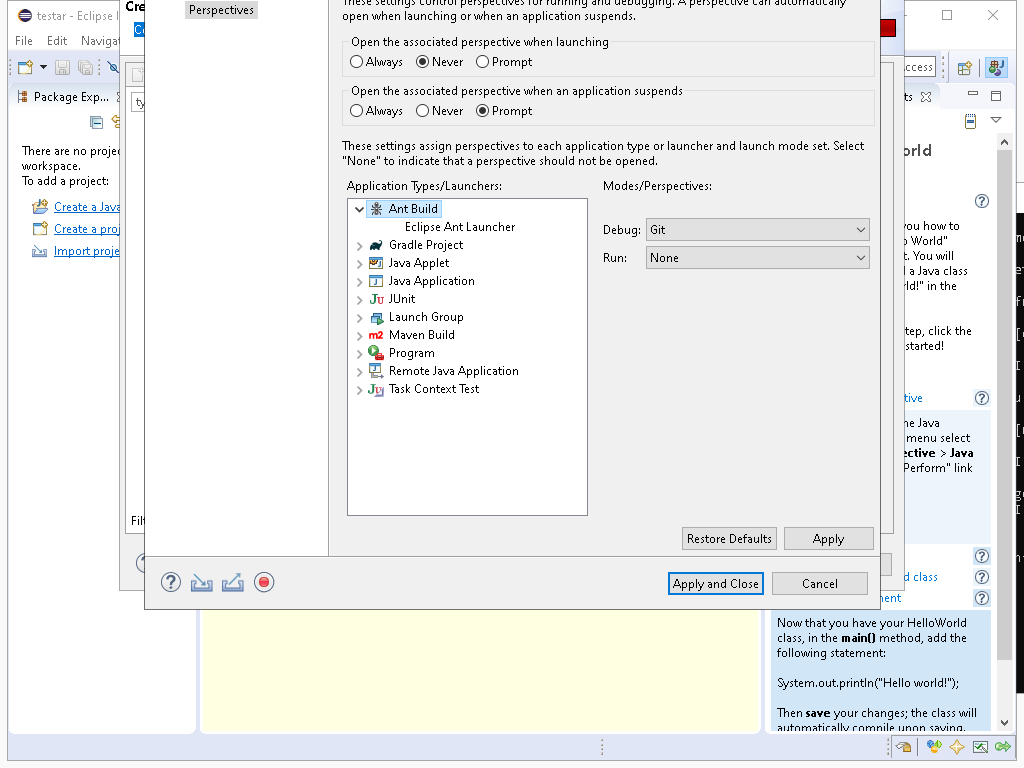 testar - Eclipse I
File Edit Navigat
Package Exp...
There are no proje
workspace.
To add a project:
Create a Java
Create a proj
Import proje
Cre
ty
Filt
Perspectives
These settings control perspectives for running and debugging. A perspective can automatically
open when launching or when an application suspends.
Open the associated perspective when launching
Always Never Prompt
Open the associated perspective when an application suspends
Always Never Prompt
These settings assign perspectives to each application type or launcher and launch mode set. Select
"None" to indicate that a perspective should not be opened.
Application Types/Launchers:
Modes/Perspectives:
Ant Build
Eclipse Ant Launcher
Gradle Project
Java Applet
Java Application
JUnit
Launch Group
Maven Build
Program
Remote Java Application
Task Context Test
Debug: Git
Run: None
Restore Defaults Apply
Apply and Close Cancel
ccess
ts
orld
you how to
o World"
t. You will
d a Java class
rld!" in the
tep, click the
started!
tive
he Java
menu select
ective > Java
Perform" link
d class
ment
Now that you have your HelloWorld
class, in the main() method, add the
following statement:
System.out.println("Hello world!");
Then save your changes; the class will
automatically compile upon saving.